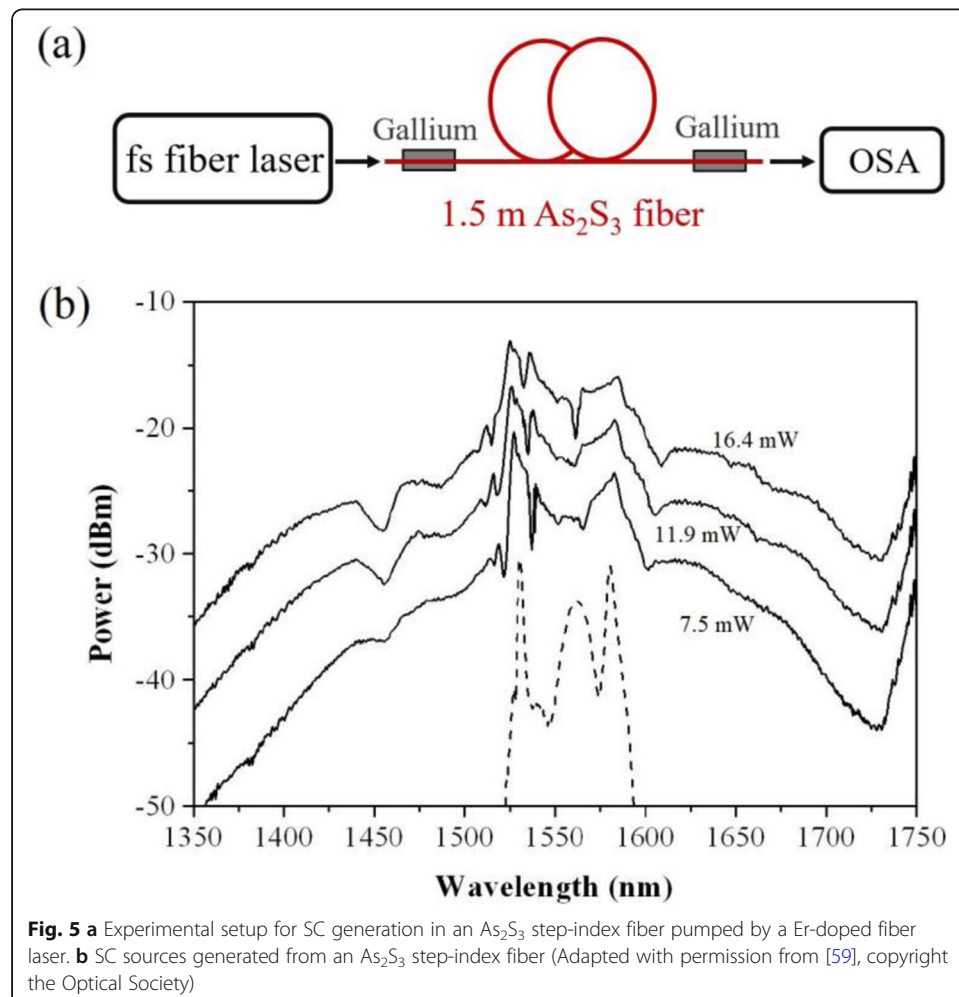 (a)
Gallium
Gallium
fs fiber laser
OSA
1.5 m As₂S₃ fiber
(b)
-10
-20
-30
-40
-50
Power (dBm)
16.4 mW
11.9 mW
7.5 mW
1350 1400 1450 1500 1550 1600 1650 1700 1750
Wavelength (nm)
Fig. 5 a Experimental setup for SC generation in an As₂S₃ step-index fiber pumped by a Er-doped fiber
laser. b SC sources generated from an As₂S₃ step-index fiber (Adapted with permission from [59], copyright
the Optical Society)